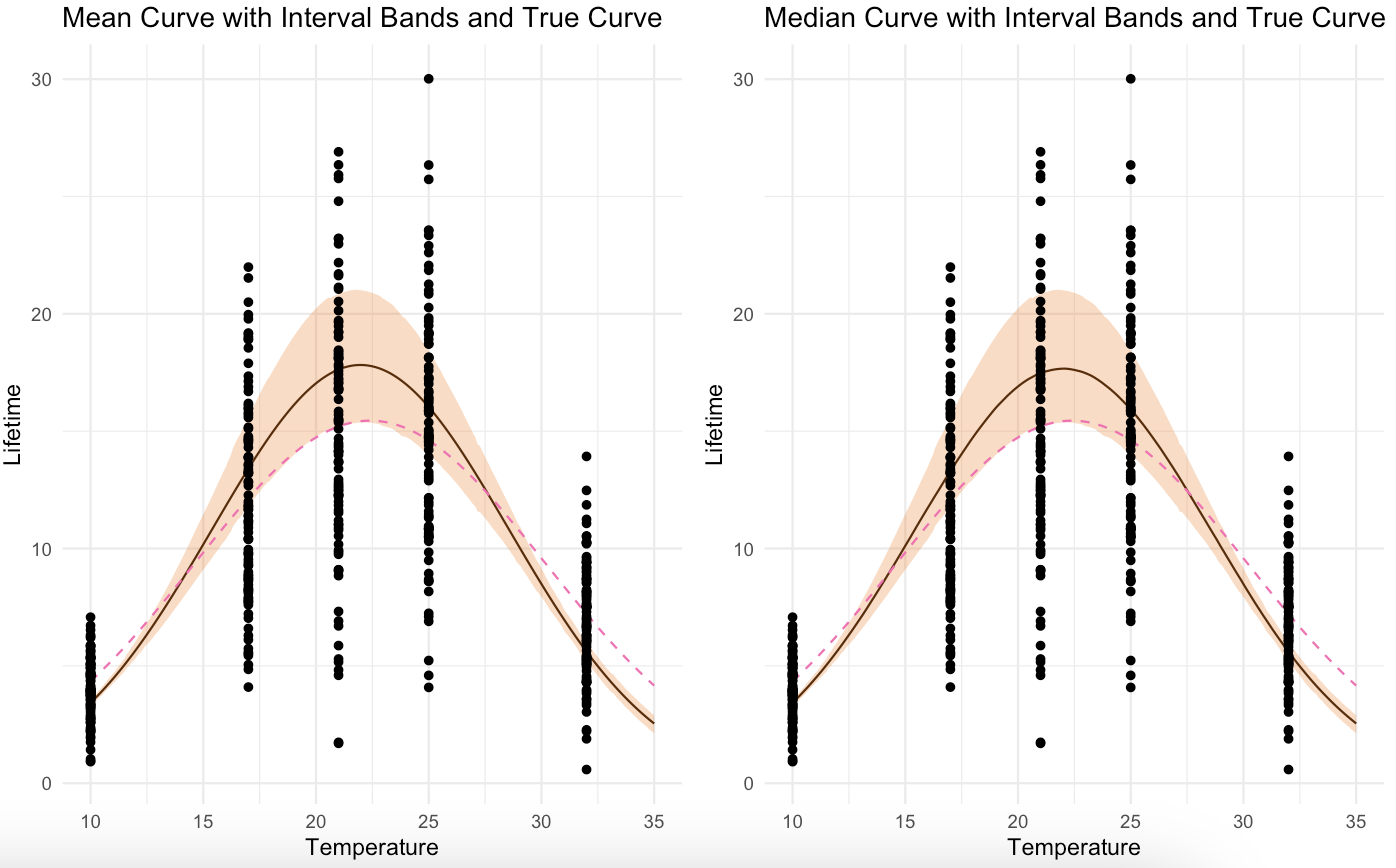 Mean Curve with Interval Bands and True Curve
30
20
10
0
Lifetime
10 15 20 25 30 35
Temperature
Median Curve with Interval Bands and True Curve
30
20
10
0
Lifetime
10 15 20 25 30 35
Temperature